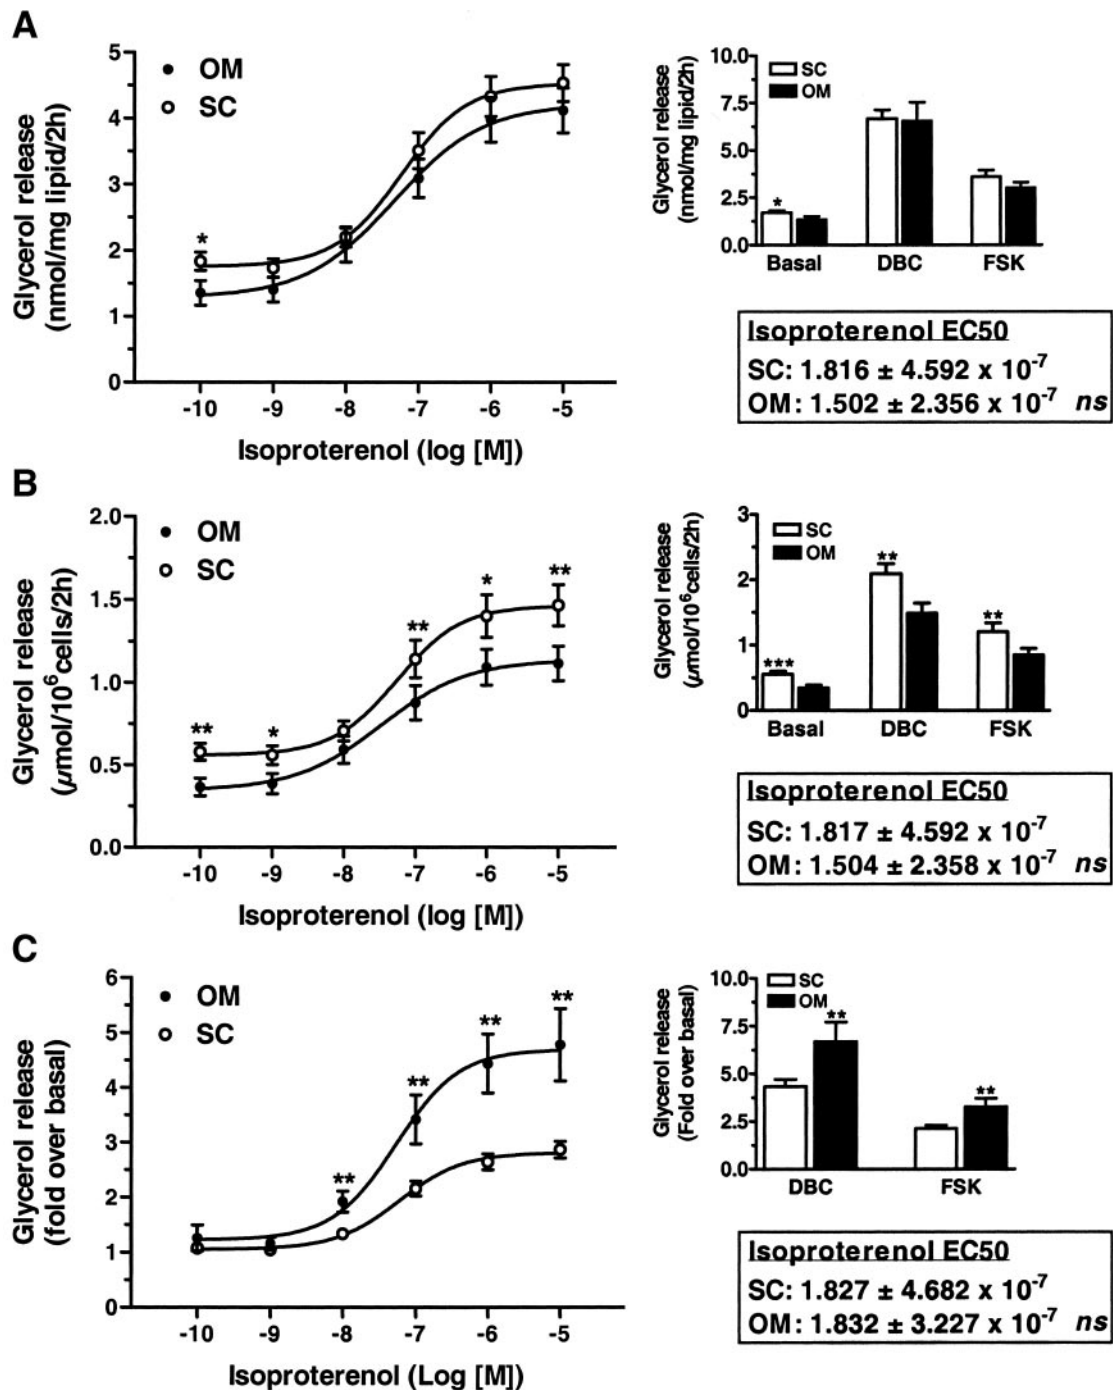 A
Glycerol release
(nmol/mg lipid/2h)
5
4
3
2
1
0
OM
SC
*
-10 -9 -8 -7 -6 -5
Isoproterenol (log [M])
Glycerol release
(nmol/mg lipid/2h)
10.0
7.5
5.0
2.5
0.0
SC
OM
*
Basal DBC FSK
Isoproterenol EC50
SC: 1.816 ± 4.592 x 10⁻⁷
OM: 1.502 ± 2.356 x 10⁻⁷ ns
B
Glycerol release
(µmol/10⁶cells/2h)
2.0
1.5
1.0
0.5
0.0
OM
SC
** * ** * **
-10 -9 -8 -7 -6 -5
Isoproterenol (log [M])
Glycerol release
(µmol/10⁶cells/2h)
3
2
1
0
SC
OM
*** ** **
Basal DBC FSK
Isoproterenol EC50
SC: 1.817 ± 4.592 x 10⁻⁷
OM: 1.504 ± 2.358 x 10⁻⁷ ns
C
Glycerol release
(fold over basal)
6
5
4
3
2
1
0
OM
SC
** ** ** **
-10 -9 -8 -7 -6 -5
Isoproterenol (Log [M])
Glycerol release
(Fold over basal)
10.0
7.5
5.0
2.5
0.0
SC
OM
** **
DBC FSK
Isoproterenol EC50
SC: 1.827 ± 4.682 x 10⁻⁷
OM: 1.832 ± 3.227 x 10⁻⁷ ns